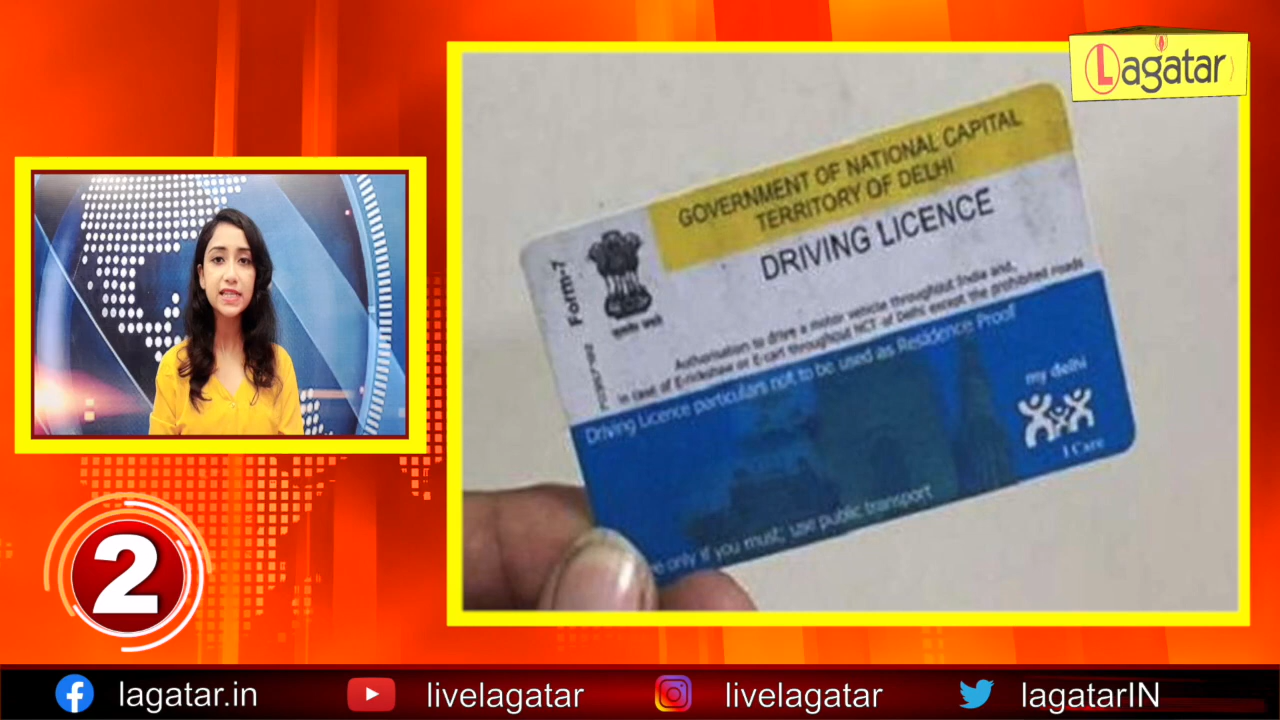 Lagatar
GOVERNMENT OF NATIONAL CAPITAL
TERRITORY OF DELHI
DRIVING LICENCE
Form-7
Authorisation to drive a motor vehicle throughout India and,
in case of E-rickshaw or E-cart throughout NCT of Delhi except the prohibited roads
Driving Licence particulars not to be used as Residence Proof
my delhi
I Care
only if you must; use public transport
2
lagatar.in
livelagatar
livelagatar
lagatarIN